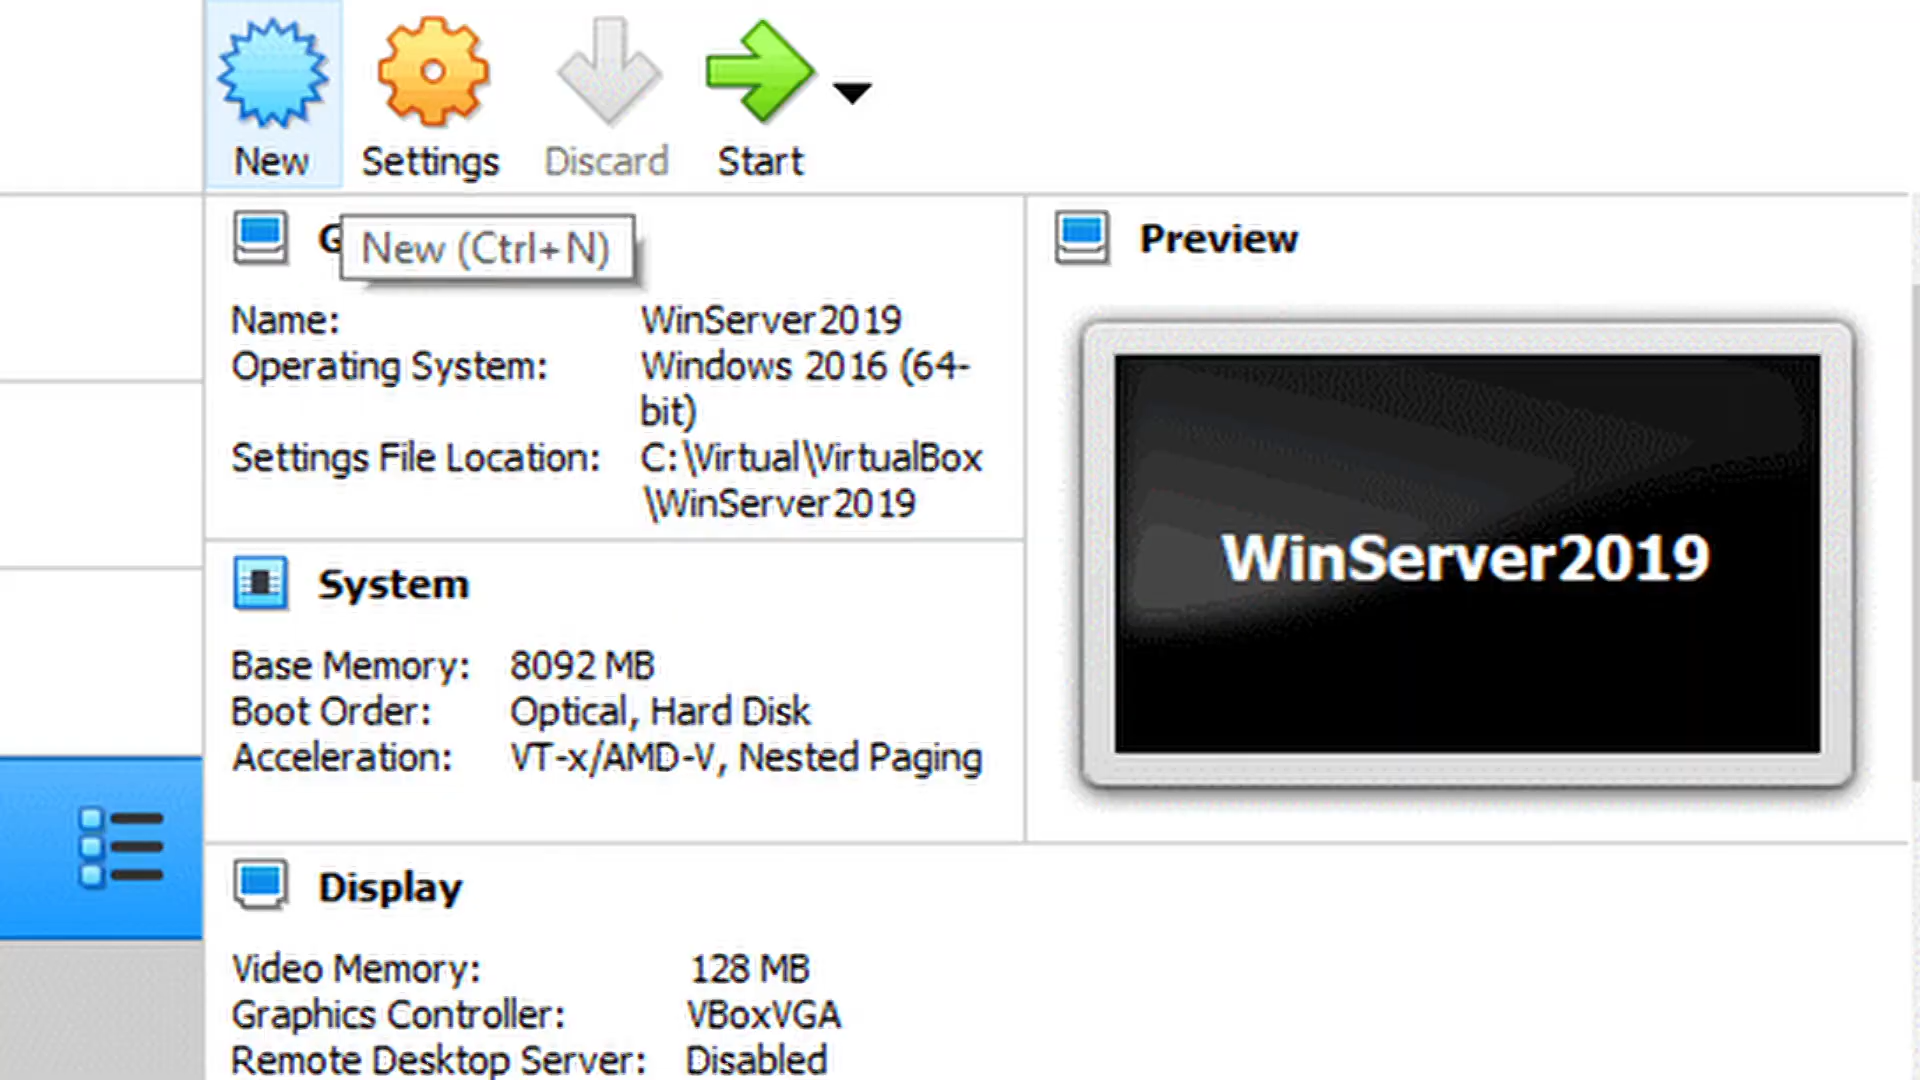 New Settings Discard Start
G New (Ctrl+N)
Name: WinServer2019
Operating System: Windows 2016 (64-
bit)
Settings File Location: C:\Virtual\VirtualBox
\WinServer2019
Preview
WinServer2019
System
Base Memory: 8092 MB
Boot Order: Optical, Hard Disk
Acceleration: VT-x/AMD-V, Nested Paging
Display
Video Memory: 128 MB
Graphics Controller: VBoxVGA
Remote Desktop Server: Disabled